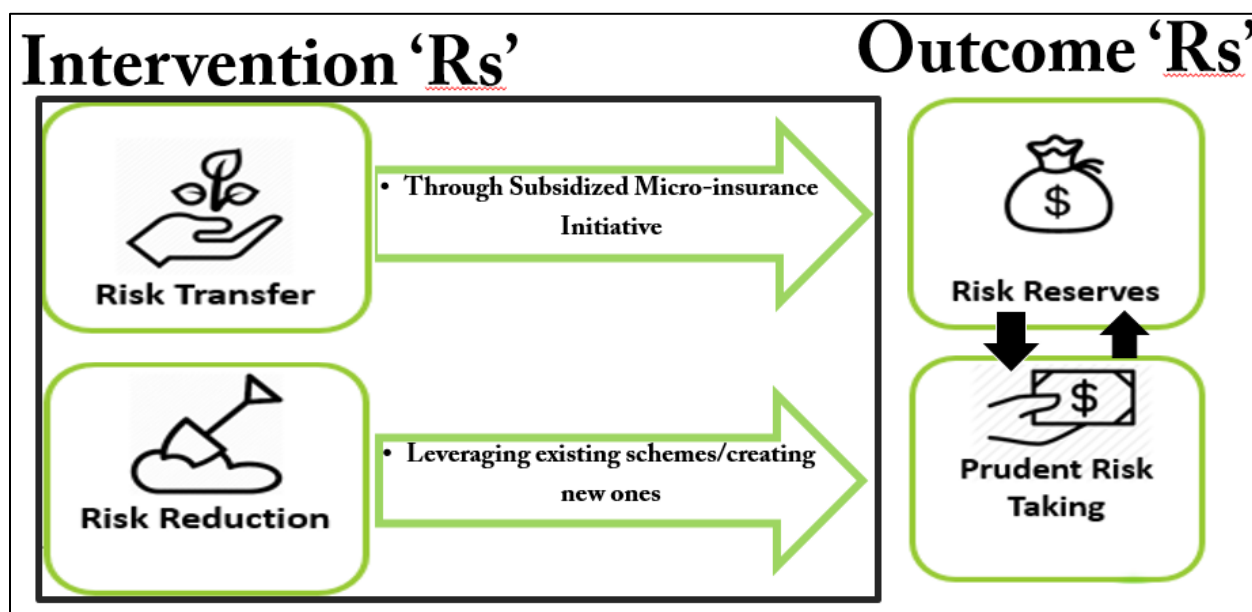 Intervention ‘Rs’
Outcome ‘Rs’
Risk Transfer
• Through Subsidized Micro-insurance
Initiative
$
Risk Reserves
Risk Reduction
• Leveraging existing schemes/creating
new ones
$
Prudent Risk
Taking